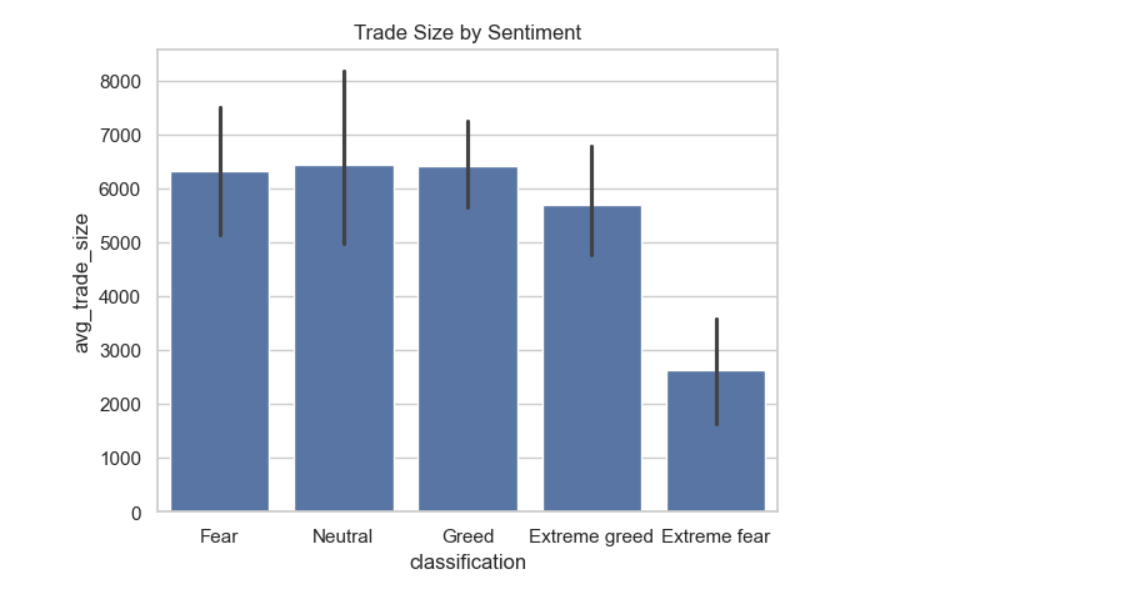 Trade Size by Sentiment
avg_trade_size
8000
7000
6000
5000
4000
3000
2000
1000
0
Fear Neutral Greed Extreme greed Extreme fear
classification